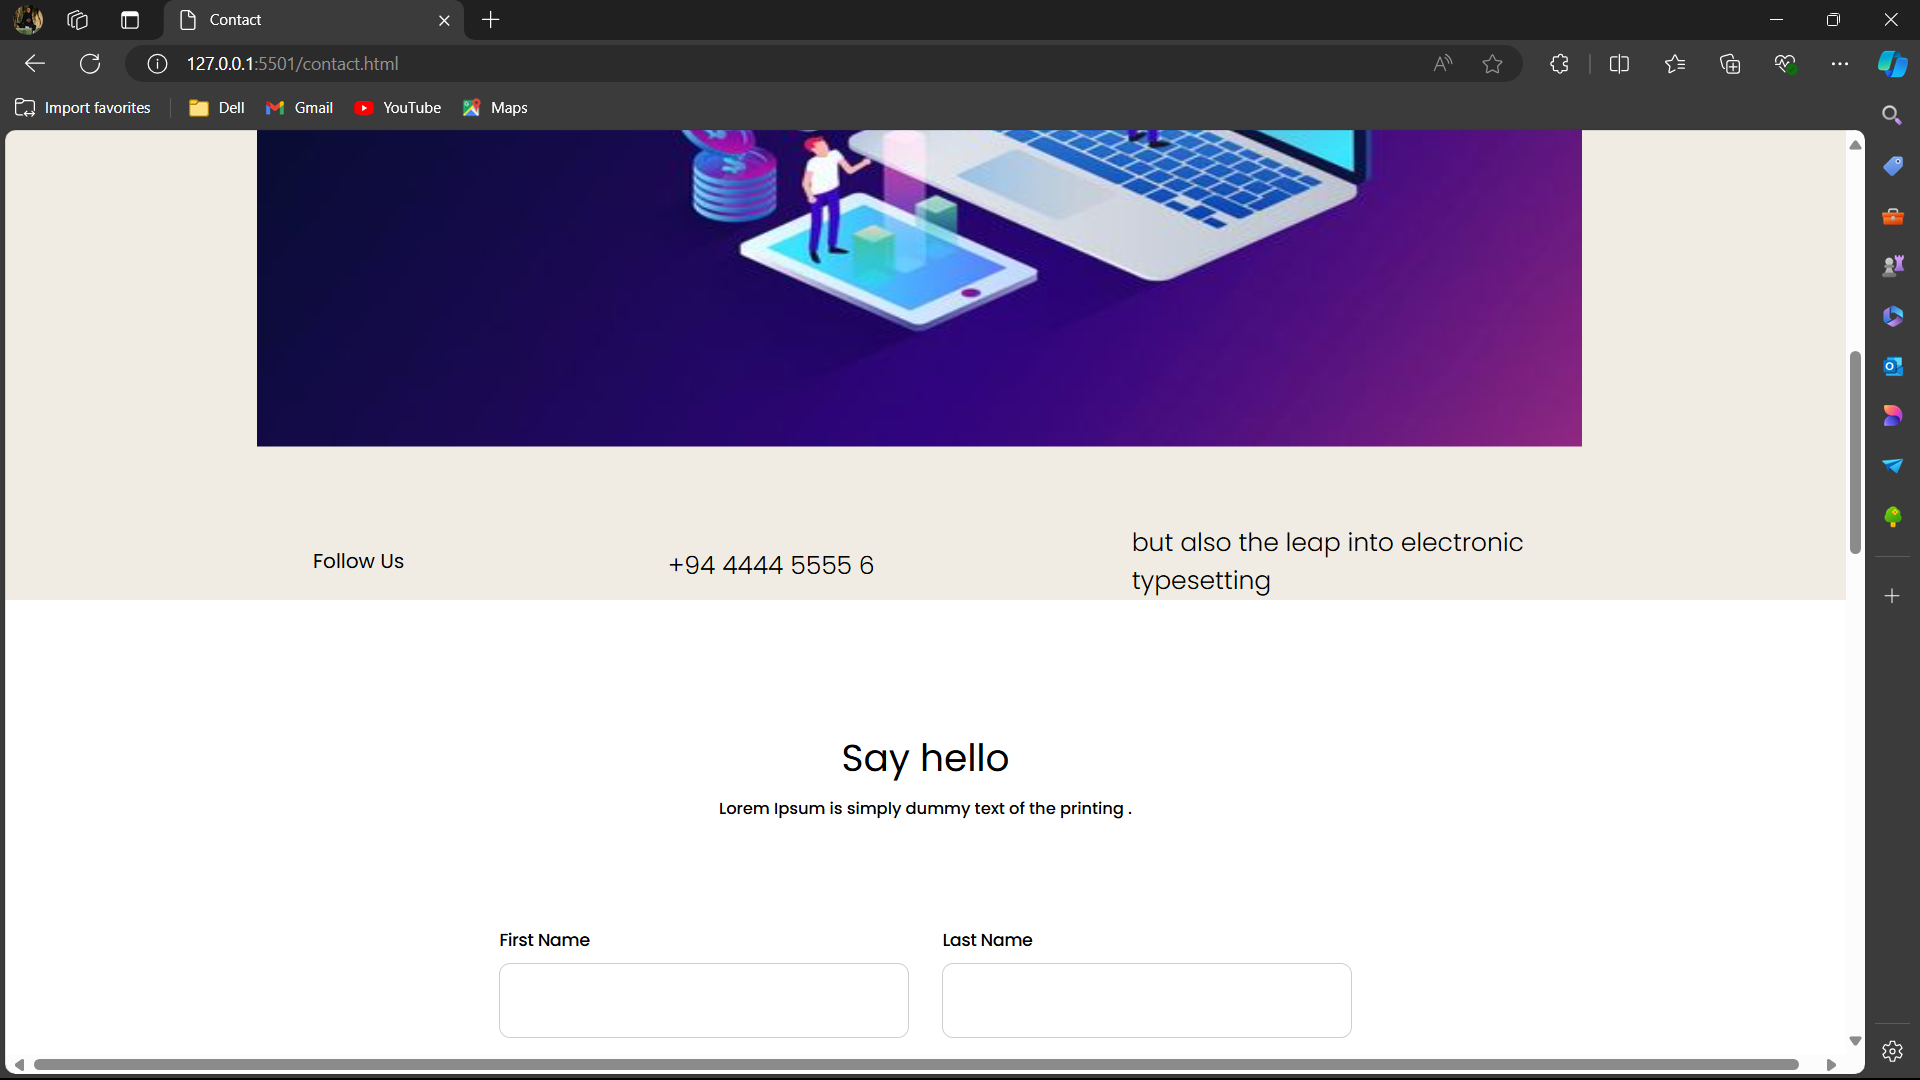 Contact
127.0.0.1:5501/contact.html
Import favorites
Dell
Gmail
YouTube
Maps
Follow Us
+94 4444 5555 6
but also the leap into electronic
typesetting
Say hello
Lorem Ipsum is simply dummy text of the printing .
First Name
Last Name